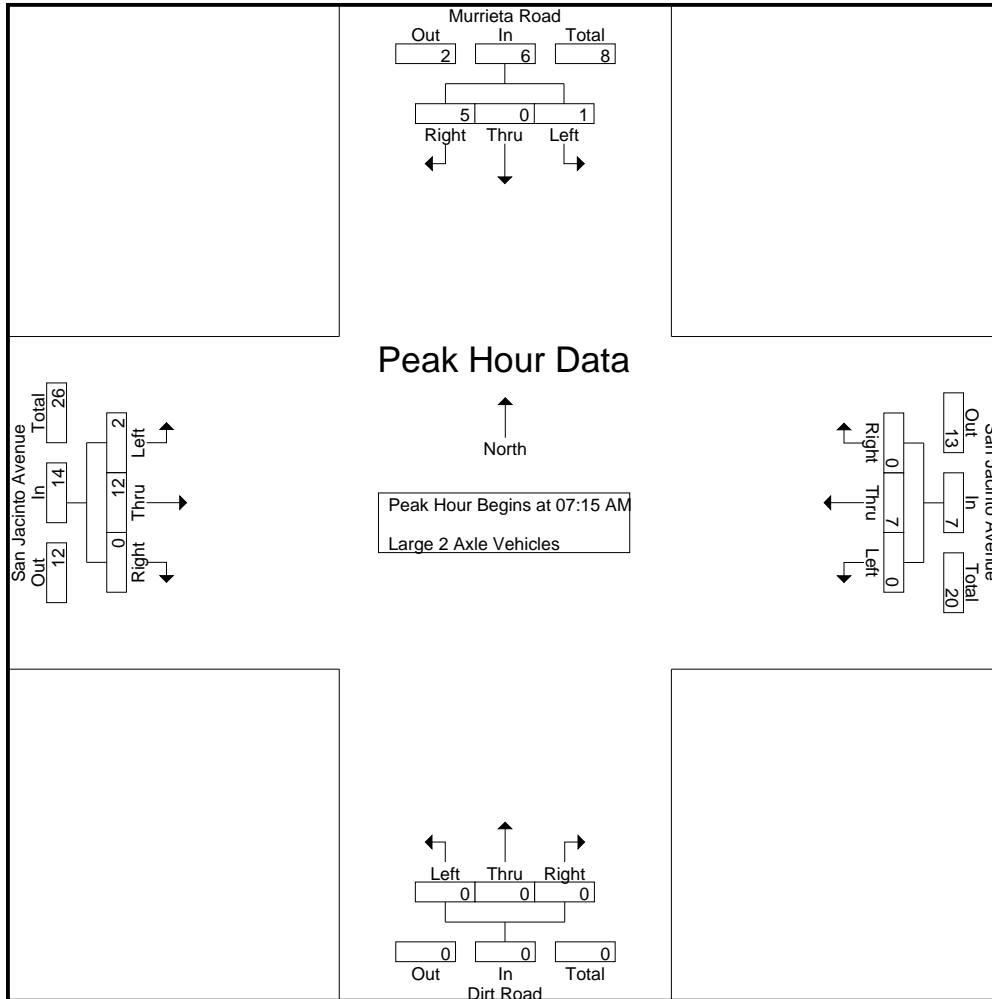 Murrieta Road
Out In Total
2 6 8
5 0 1
Right Thru Left
Peak Hour Data
North
Peak Hour Begins at 07:15 AM
Large 2 Axle Vehicles
San Jacinto Avenue
Total In Out
26 14 12
2 12 0
Left Thru Right
San Jacinto Avenue
Out In Total
13 7 20
0 7 0
Right Thru Left
Left Thru Right
0 0 0
0 0 0
Out In Total
Dirt Road